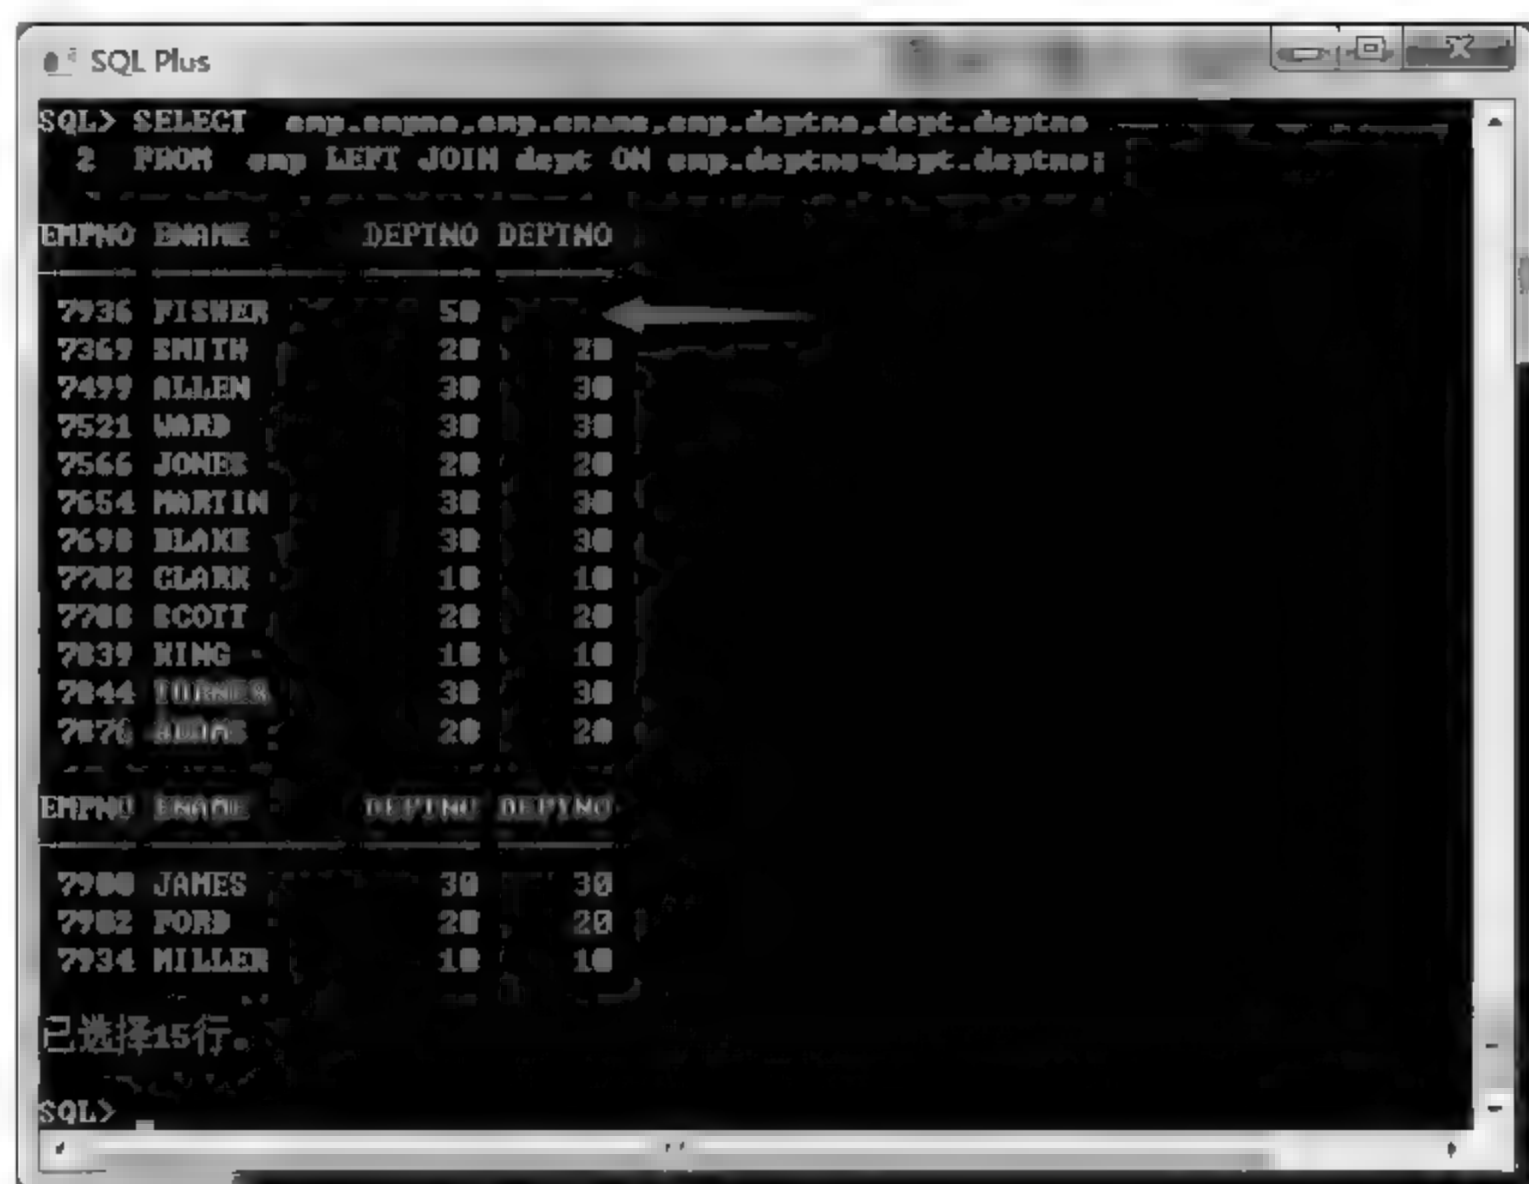 SQL Plus
SQL> SELECT emp.empno,emp.ename,emp.deptno,dept.deptno
2 FROM emp LEFT JOIN dept ON emp.deptno=dept.deptno;
EMPNO ENAME DEPTNO DEPTNO
7936 FISHER 50
7369 SMITH 20 20
7499 ALLEN 30 30
7521 WARD 30 30
7566 JONES 20 20
7654 MARTIN 30 30
7698 BLAKE 30 30
7782 CLARK 10 10
7788 SCOTT 20 20
7839 KING 10 10
7844 TURNER 30 30
7876 ADAMS 20 20
EMPNO ENAME DEPTNO DEPTNO
7900 JAMES 30 30
7902 FORD 20 20
7934 MILLER 10 10
已选择15行。
SQL>